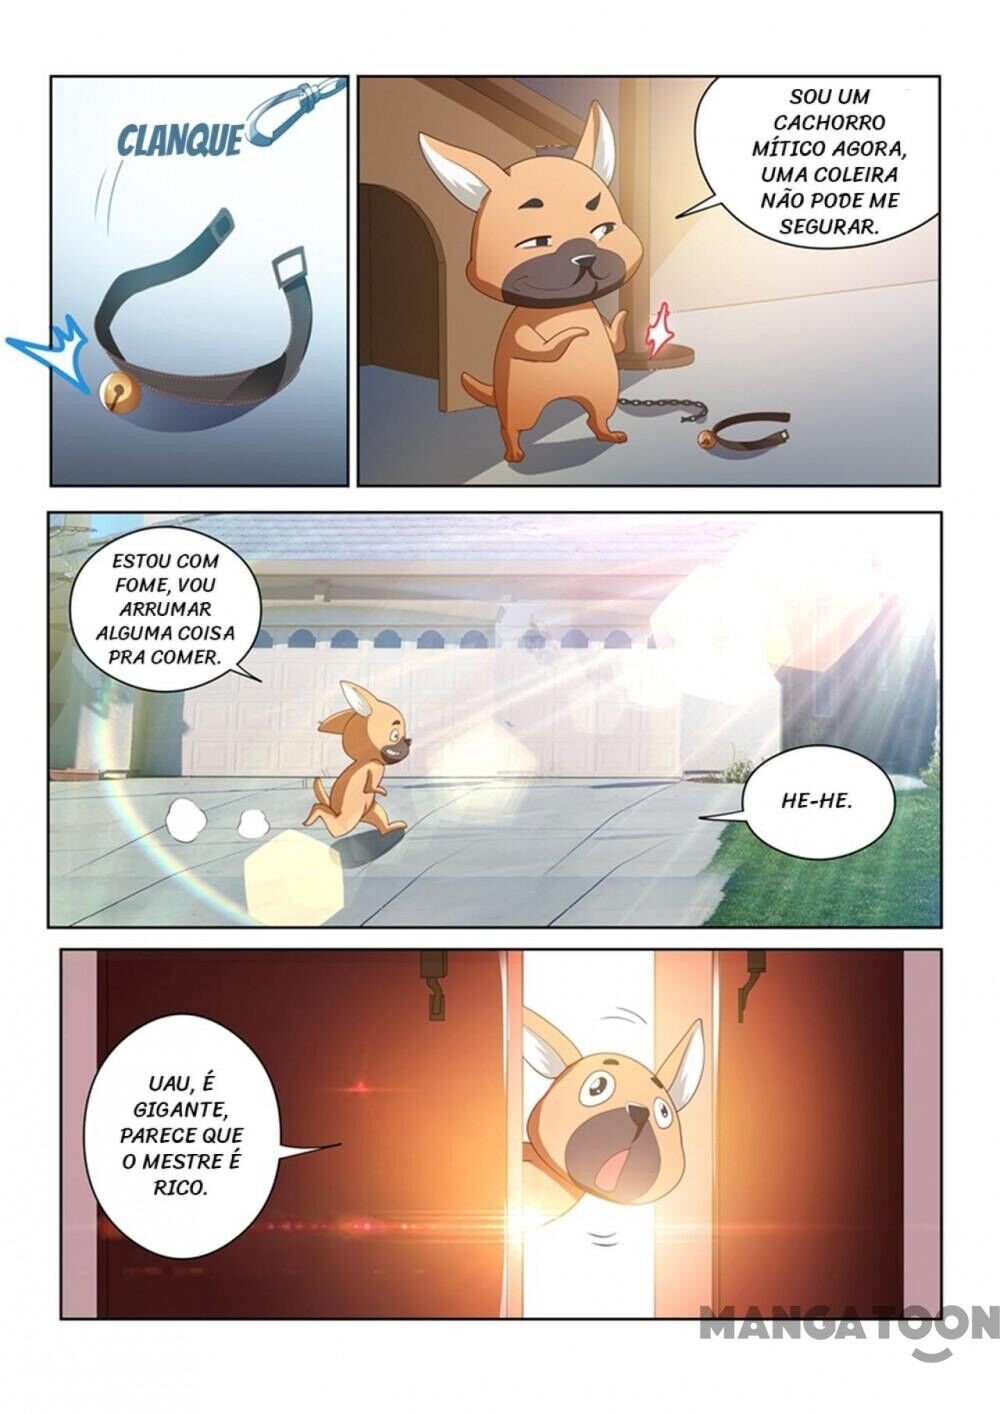 CLANQUE
SOU UM
CACHORRO
MÍTICO AGORA,
UMA COLEIRA
NÃO PODE ME
SEGURAR.
ESTOU COM
FOME, VOU
ARRUMAR
ALGUMA COISA
PRA COMER.
HE-HE.
UAU, É
GIGANTE,
PARECE QUE
O MESTRE É
RICO.
MANGATOON